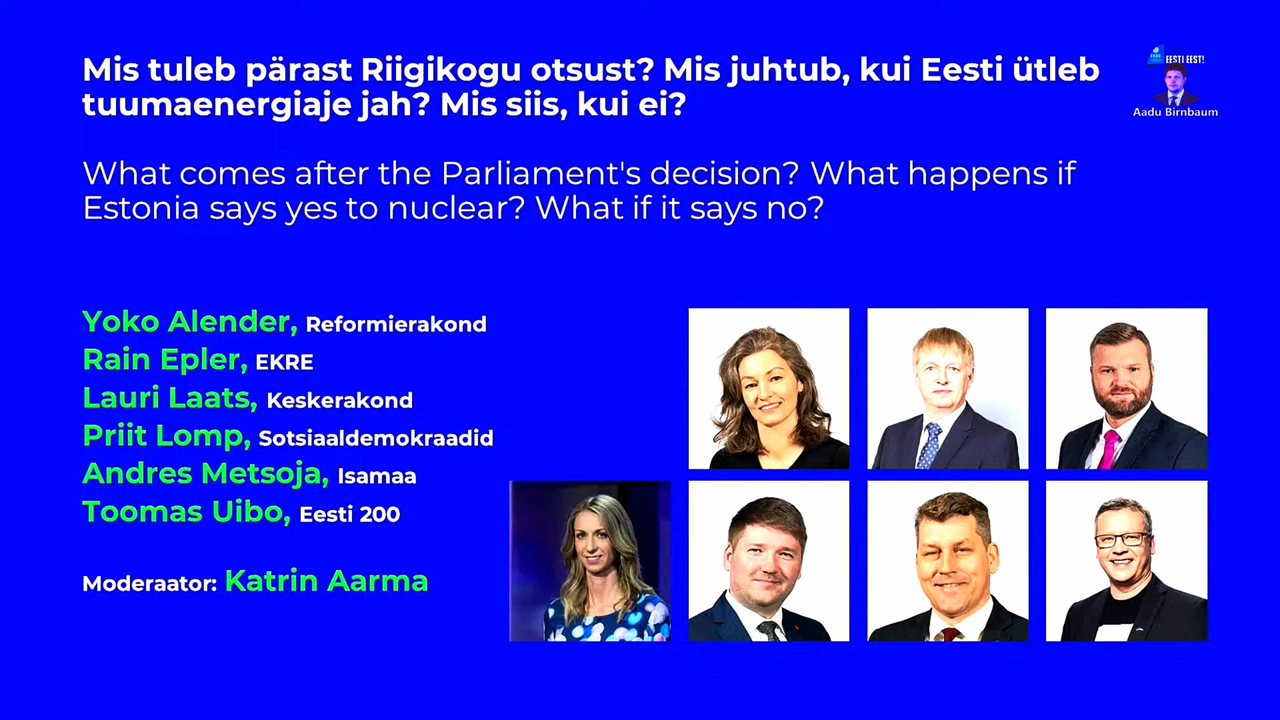 Mis tuleb pärast Riigikogu otsust? Mis juhtub, kui Eesti ütleb
tuumaenergiaje jah? Mis siis, kui ei?
EKRE
EESTI EEST!
Aadu Birnbaum
What comes after the Parliament's decision? What happens if
Estonia says yes to nuclear? What if it says no?
Yoko Alender, Reformierakond
Rain Epler, EKRE
Lauri Laats, Keskerakond
Priit Lomp, Sotsiaaldemokraadid
Andres Metsoja, Isamaa
Toomas Uibo, Eesti 200
Moderaator: Katrin Aarma